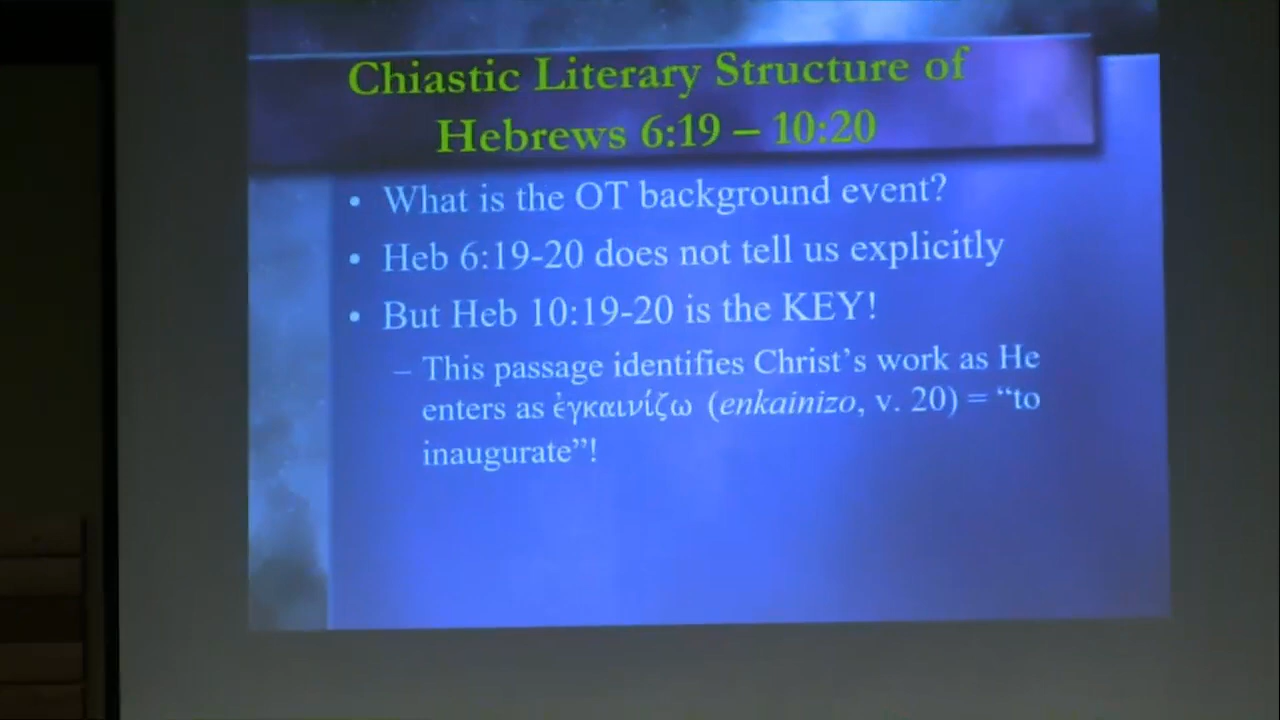 Chiastic Literary Structure of
Hebrews 6:19 – 10:20
• What is the OT background event?
• Heb 6:19-20 does not tell us explicitly
• But Heb 10:19-20 is the KEY!
– This passage identifies Christ’s work as He
enters as ἐγκαινίζω (enkainizo, v. 20) = “to
inaugurate”!